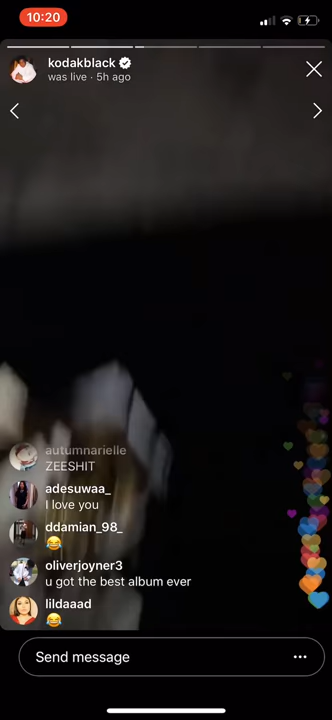 10:20
kodakblack
was live · 5h ago
autumnarielle
ZEESHIT
adesuwaa_
I love you
ddamian_98_
😂
oliverjoyner3
u got the best album ever
lildaaad
😂
Send message